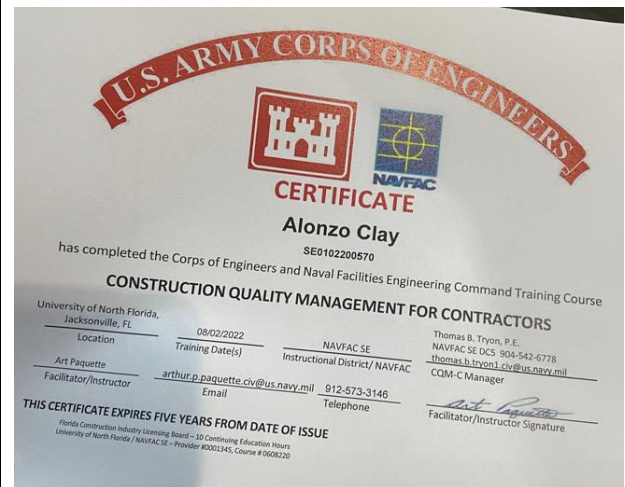 U.S. ARMY CORPS OF ENGINEERS
NAVFAC
CERTIFICATE
Alonzo Clay
SE0102200570
has completed the Corps of Engineers and Naval Facilities Engineering Command Training Course
CONSTRUCTION QUALITY MANAGEMENT FOR CONTRACTORS
University of North Florida,
Jacksonville, FL
Location
08/02/2022
Training Date(s)
NAVFAC SE
Instructional District/ NAVFAC
Thomas B. Tryon, P.E.
NAVFAC SE DC5 904-542-6778
thomas.b.tryon1.civ@us.navy.mil
CQM-C Manager
Art Paquette
Facilitator/Instructor
arthur.p.paquette.civ@us.navy.mil
Email
912-573-3146
Telephone
Art Paquette
Facilitator/Instructor Signature
THIS CERTIFICATE EXPIRES FIVE YEARS FROM DATE OF ISSUE
Florida Construction Industry Licensing Board – 10 Continuing Education Hours
University of North Florida / NAVFAC SE – Provider #0001345, Course # 0608220